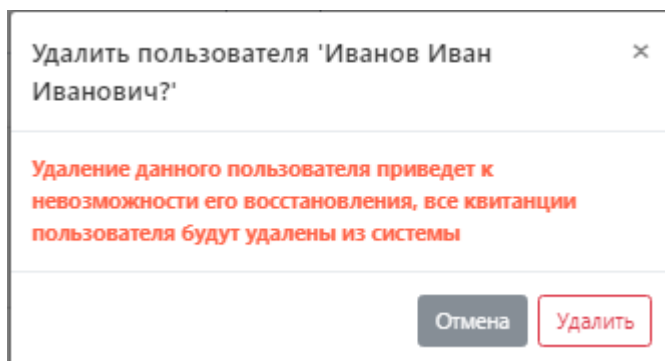 Удалить пользователя 'Иванов Иван
Иванович?'
×
Удаление данного пользователя приведет к
невозможности его восстановления, все квитанции
пользователя будут удалены из системы
Отмена
Удалить